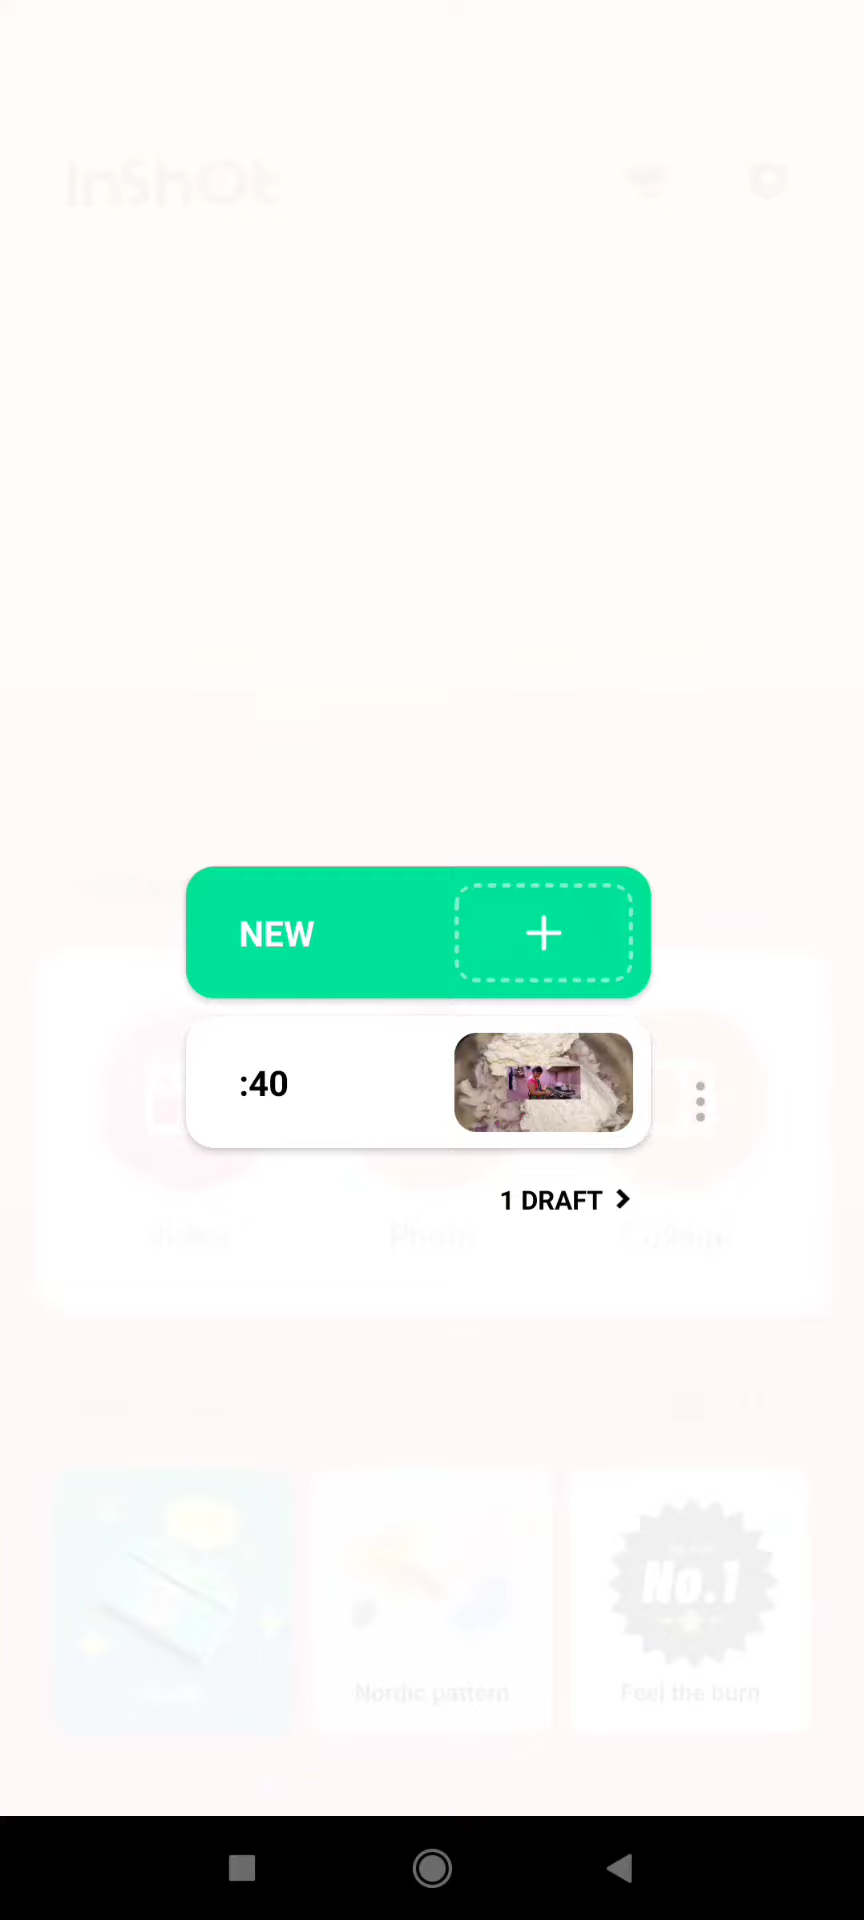 InShOt
NEW
:40
1 DRAFT
Video
Photo
Collage
No.1
Nordic pattern
Feel the burn